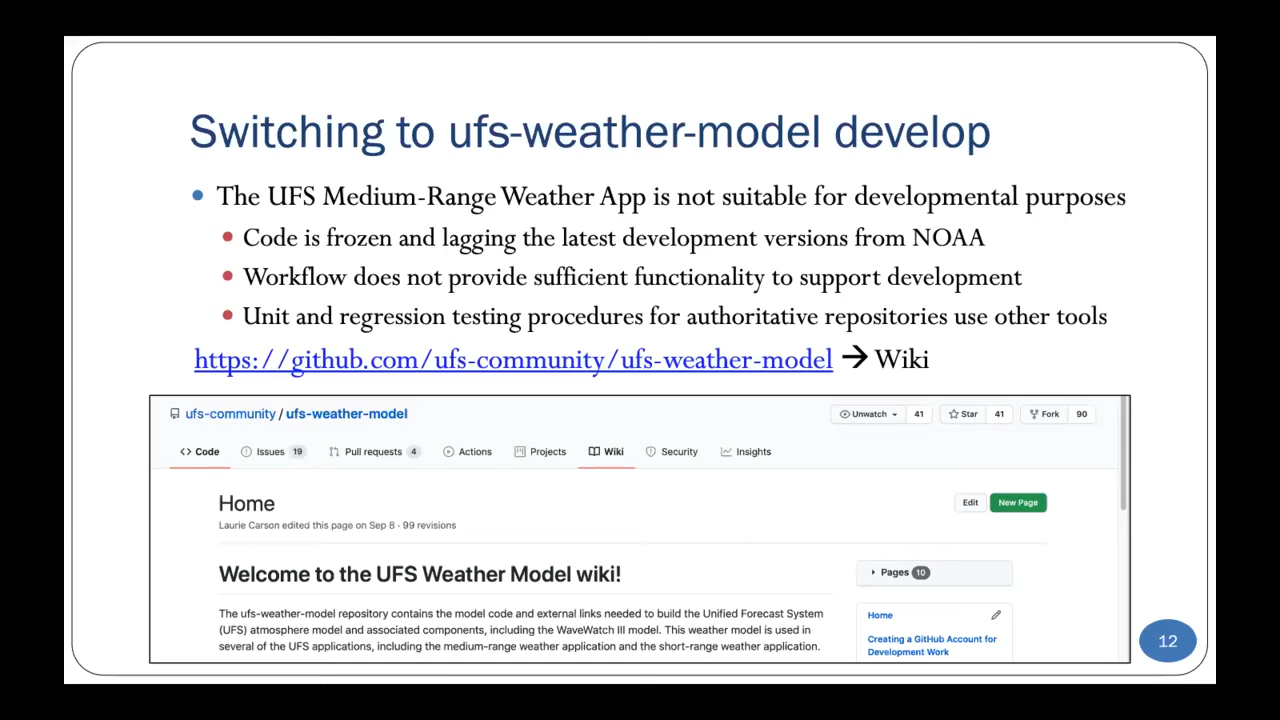 Switching to ufs-weather-model develop
• The UFS Medium-Range Weather App is not suitable for developmental purposes
• Code is frozen and lagging the latest development versions from NOAA
• Workflow does not provide sufficient functionality to support development
• Unit and regression testing procedures for authoritative repositories use other tools
https://github.com/ufs-community/ufs-weather-model → Wiki
ufs-community / ufs-weather-model Unwatch 41 Star 41 Fork 90
<> Code Issues 19 Pull requests 4 Actions Projects Wiki Security Insights
Home Edit New Page
Laurie Carson edited this page on Sep 8 · 99 revisions
Welcome to the UFS Weather Model wiki!
The ufs-weather-model repository contains the model code and external links needed to build the Unified Forecast System
(UFS) atmosphere model and associated components, including the WaveWatch III model. This weather model is used in
several of the UFS applications, including the medium-range weather application and the short-range weather application.
Pages 10
Home
Creating a GitHub Account for
Development Work
12